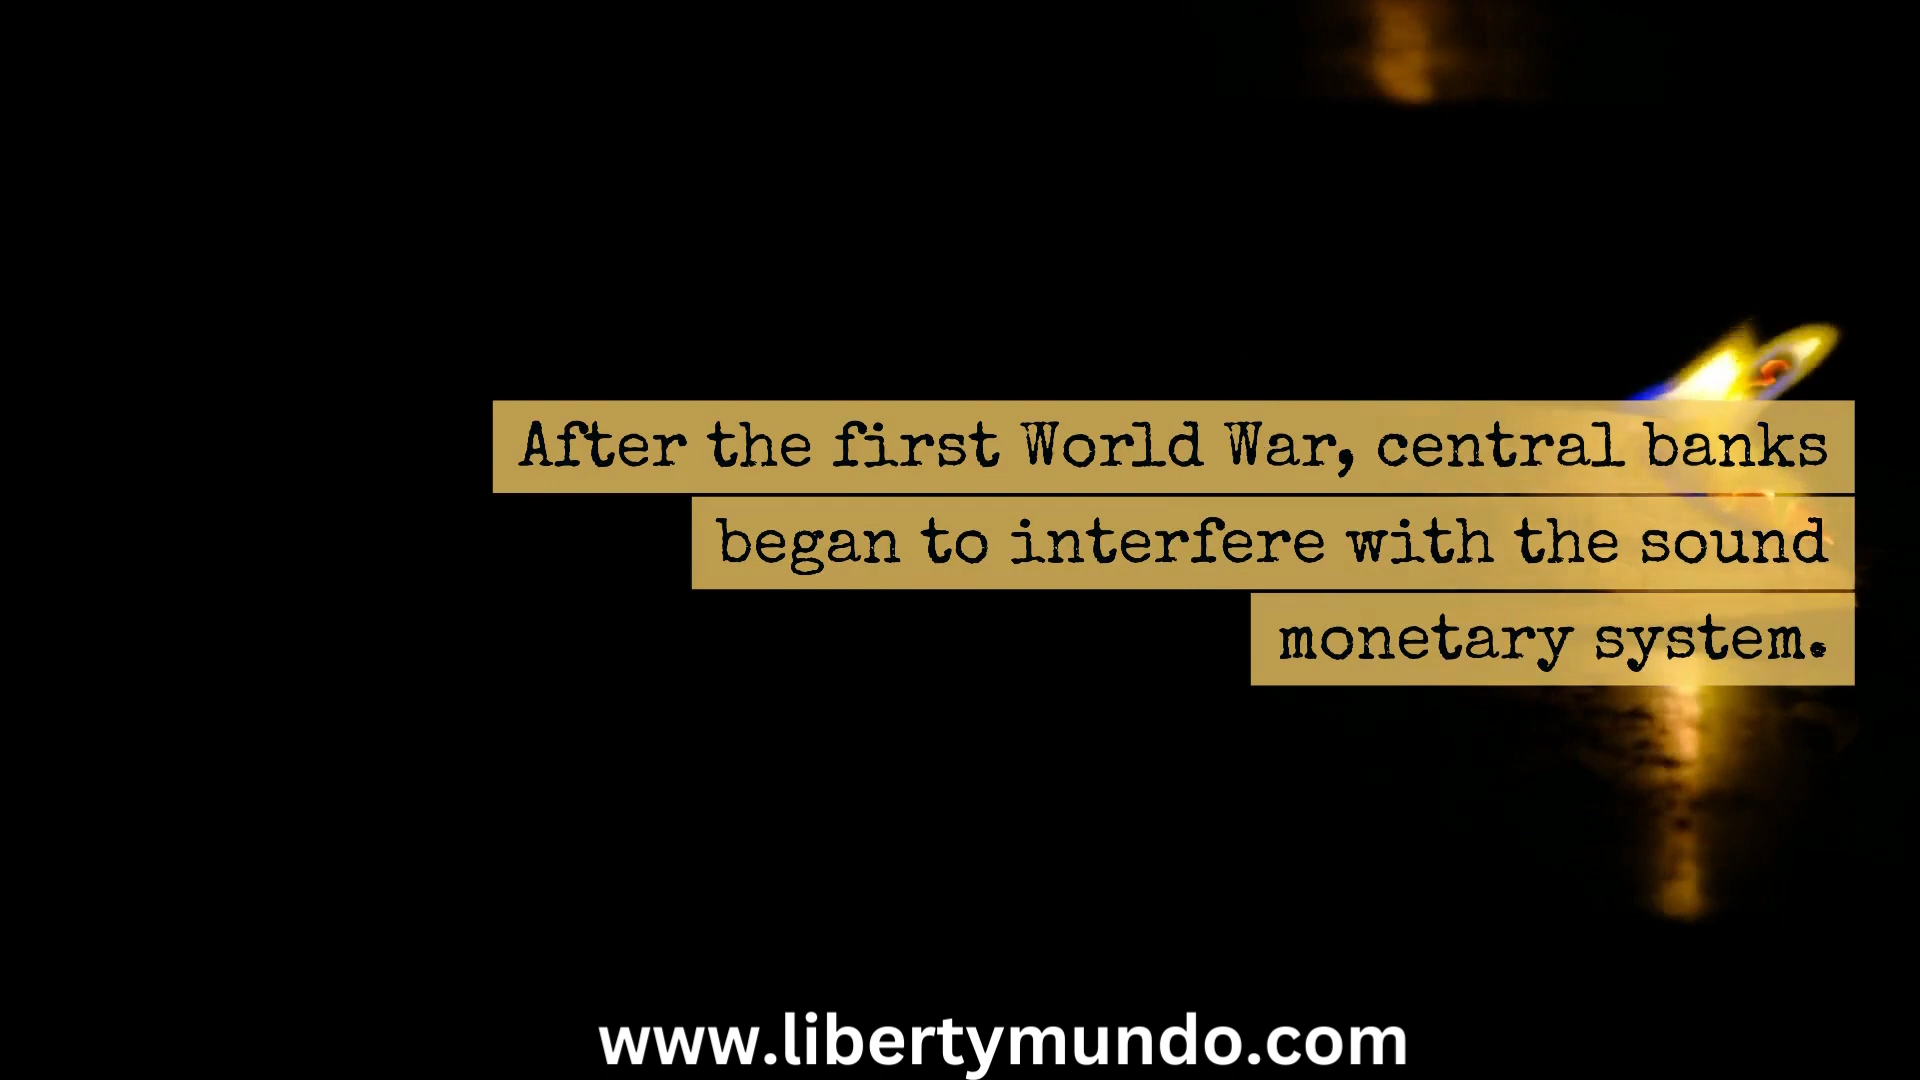 After the first World War, central banks
began to interfere with the sound
monetary system.
www.libertymundo.com